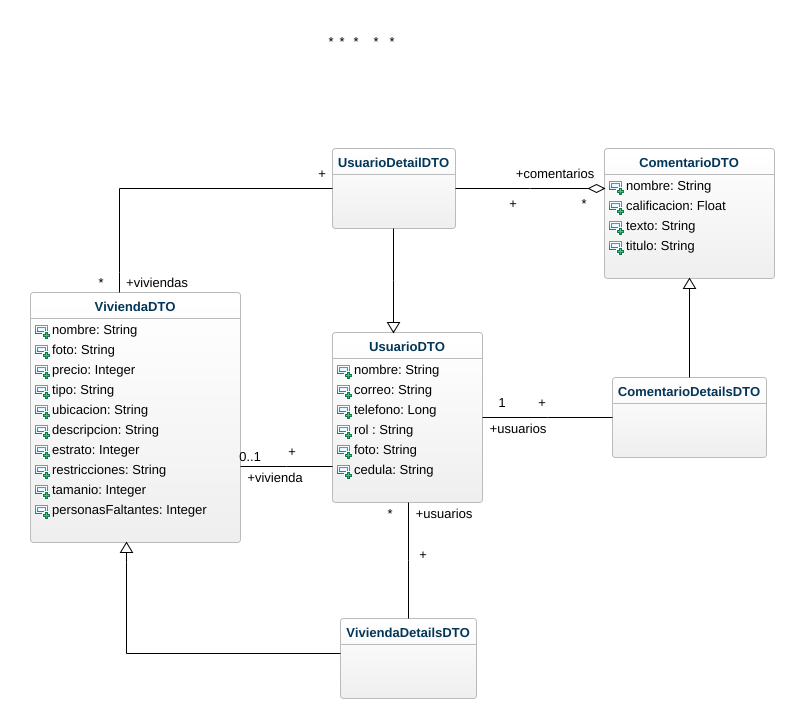 * * * * *
UsuarioDetailDTO
+
+comentarios
+
*
ComentarioDTO
nombre: String
calificacion: Float
texto: String
titulo: String
*
+viviendas
ViviendaDTO
nombre: String
foto: String
precio: Integer
tipo: String
ubicacion: String
descripcion: String
estrato: Integer
restricciones: String
tamanio: Integer
personasFaltantes: Integer
0..1
+
+vivienda
UsuarioDTO
nombre: String
correo: String
telefono: Long
rol : String
foto: String
cedula: String
1
+
+usuarios
ComentarioDetailsDTO
*
+usuarios
+
ViviendaDetailsDTO